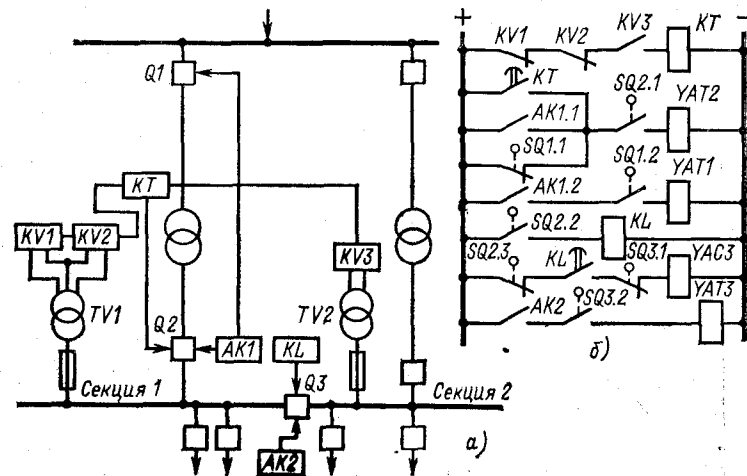 Q1
KT
KV1
KV2
TV1
Q2
AK1
KL
KV3
TV2
Q3
Секция 1
Секция 2
AK2
а)
+
-
KV1
KV2
KV3
KT
KT
SQ2.1
YAT2
AK1.1
SQ1.1
SQ1.2
YAT1
AK1.2
SQ2.2
KL
SQ2.3
KL
SQ3.1
YAC3
AK2
SQ3.2
YAT3
б)